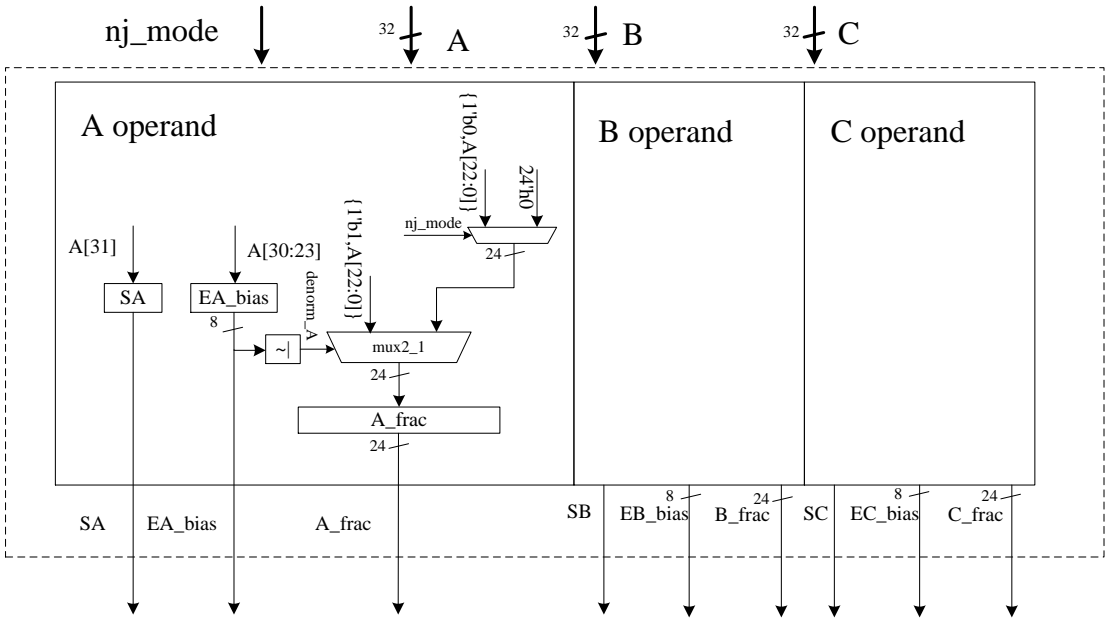 nj_mode
32
A
32
B
32
C
A operand
B operand
C operand
{1'b0,A[22:0]}
24'h0
nj_mode
24
A[31]
A[30:23]
denorm_A
{1'b1,A[22:0]}
SA
EA_bias
8
~|
mux2_1
24
A_frac
24
SA
EA_bias
A_frac
SB
8
EB_bias
24
B_frac
SC
8
EC_bias
24
C_frac